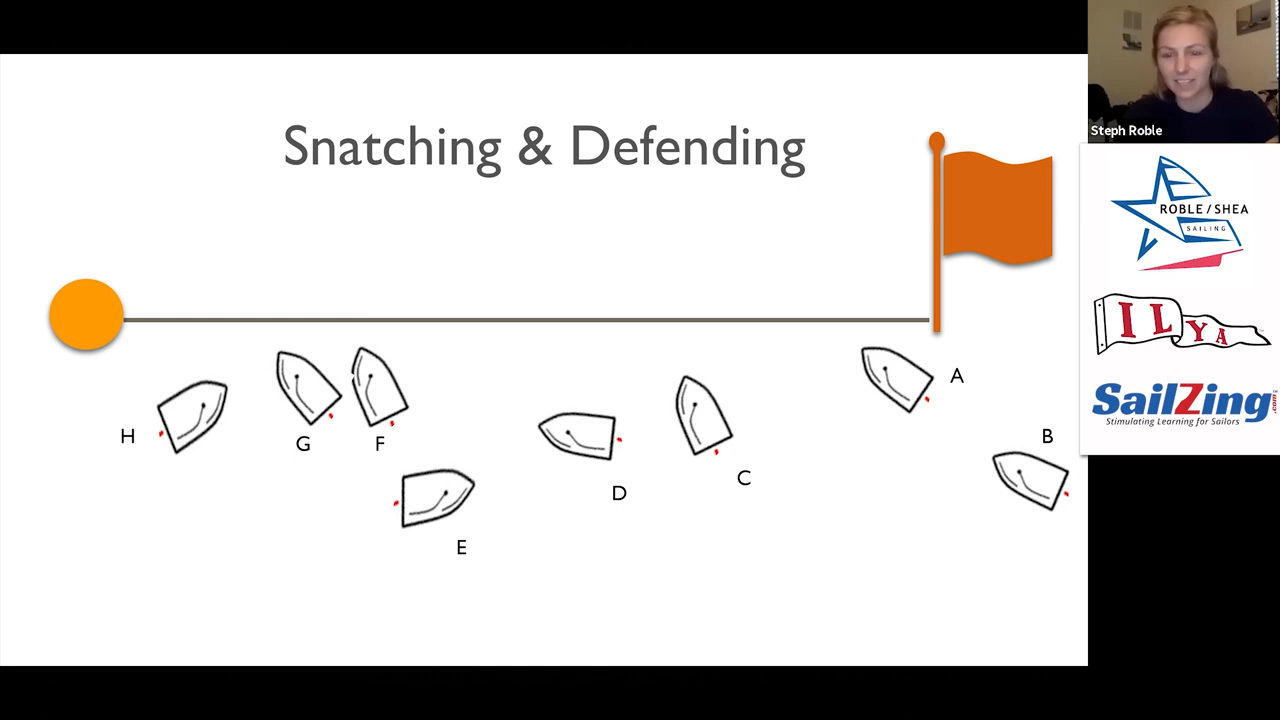 Snatching & Defending
Steph Roble
ROBLE / SHEA
SAILING
ILYA
SailZing.com
Stimulating Learning for Sailors
A
B
H
G
F
C
D
E